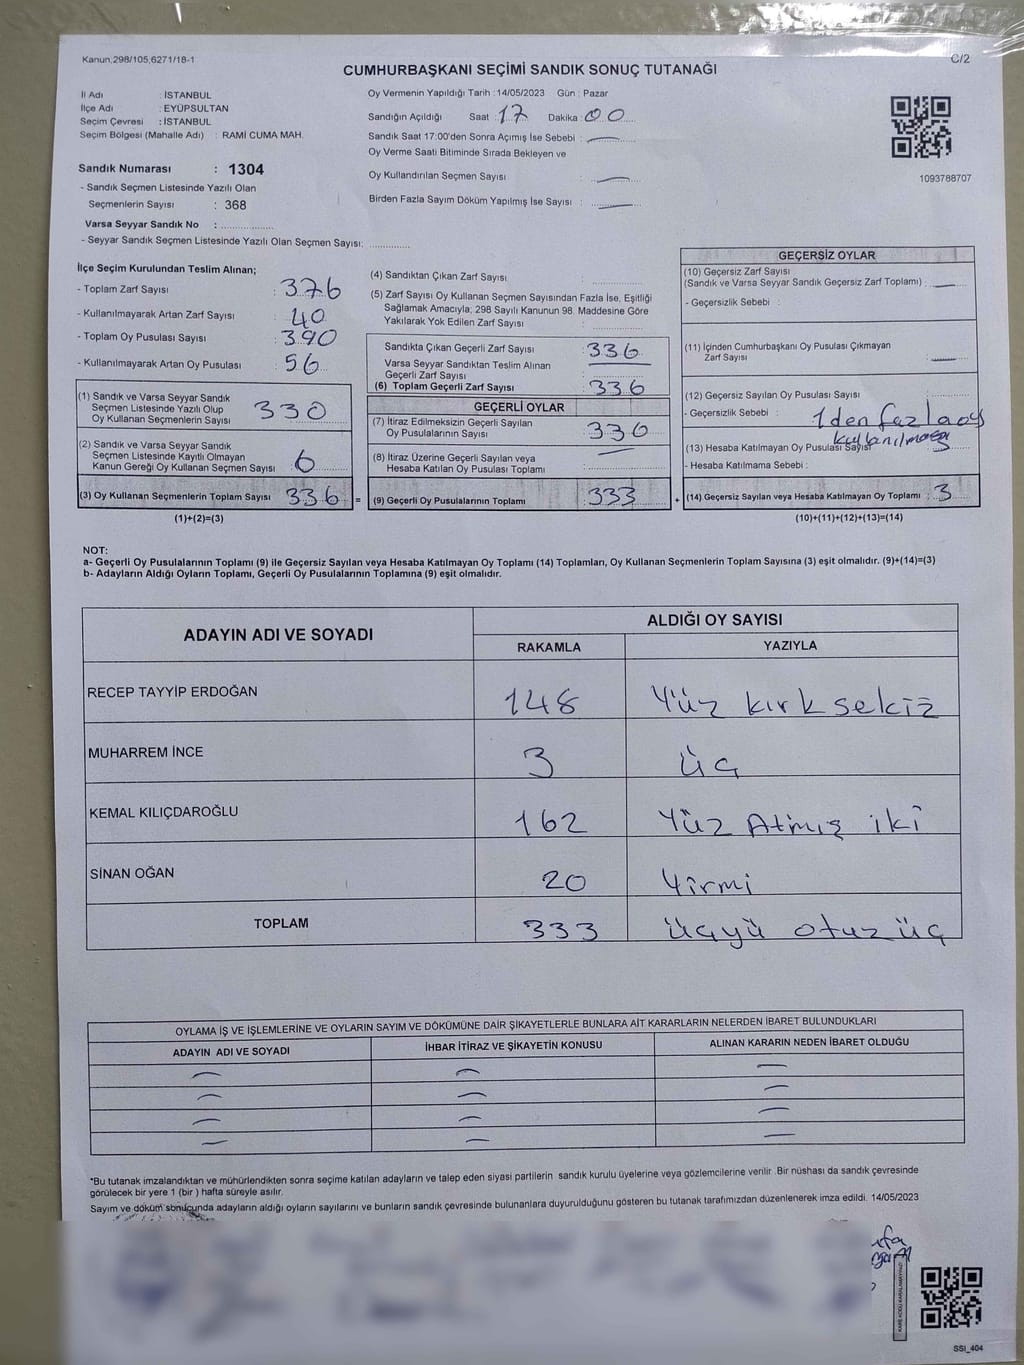 Kanun;298/105,6271/18-1
C/2
CUMHURBAŞKANI SEÇİMİ SANDIK SONUÇ TUTANAĞI
İl Adı : İSTANBUL
İlçe Adı : EYÜPSULTAN
Seçim Çevresi : İSTANBUL
Seçim Bölgesi (Mahalle Adı) : RAMİ CUMA MAH.
Sandık Numarası : 1304
- Sandık Seçmen Listesinde Yazılı Olan
Seçmenlerin Sayısı : 368
Varsa Seyyar Sandık No :
- Seyyar Sandık Seçmen Listesinde Yazılı Olan Seçmen Sayısı:
Oy Vermenin Yapıldığı Tarih :14/05/2023 Gün : Pazar
Sandığın Açıldığı Saat : 17 Dakika : 00
Sandık Saat 17:00'den Sonra Açımış İse Sebebi :
Oy Verme Saati Bitiminde Sırada Bekleyen ve
Oy Kullandırılan Seçmen Sayısı :
Birden Fazla Sayım Döküm Yapılmış İse Sayısı :
1093788707
İlçe Seçim Kurulundan Teslim Alınan;
- Toplam Zarf Sayısı : 376
- Kullanılmayarak Artan Zarf Sayısı : 40
- Toplam Oy Pusulası Sayısı : 390
- Kullanılmayarak Artan Oy Pusulası : 56
(1) Sandık ve Varsa Seyyar Sandık
Seçmen Listesinde Yazılı Olup
Oy Kullanan Seçmenlerin Sayısı : 330
(2) Sandık ve Varsa Seyyar Sandık
Seçmen Listesinde Kayıtlı Olmayan
Kanun Gereği Oy Kullanan Seçmen Sayısı : 6
(3) Oy Kullanan Seçmenlerin Toplam Sayısı : 336 =
(1)+(2)=(3)
(4) Sandıktan Çıkan Zarf Sayısı :
(5) Zarf Sayısı Oy Kullanan Seçmen Sayısından Fazla İse, Eşitliği
Sağlamak Amacıyla; 298 Sayılı Kanunun 98. Maddesine Göre
Yakılarak Yok Edilen Zarf Sayısı :
Sandıkta Çıkan Geçerli Zarf Sayısı : 336
Varsa Seyyar Sandıktan Teslim Alınan
Geçerli Zarf Sayısı :
(6) Toplam Geçerli Zarf Sayısı : 336
GEÇERLİ OYLAR
(7) İtiraz Edilmeksizin Geçerli Sayılan
Oy Pusulalarının Sayısı : 330
(8) İtiraz Üzerine Geçerli Sayılan veya
Hesaba Katılan Oy Pusulası Toplamı :
(9) Geçerli Oy Pusulalarının Toplamı : 333 +
GEÇERSİZ OYLAR
(10) Geçersiz Zarf Sayısı
(Sandık ve Varsa Seyyar Sandık Geçersiz Zarf Toplamı) :
- Geçersizlik Sebebi :
(11) İçinden Cumhurbaşkanı Oy Pusulası Çıkmayan
Zarf Sayısı :
(12) Geçersiz Sayılan Oy Pusulası Sayısı :
- Geçersizlik Sebebi : 1den fazla oy
kullanılması
(13) Hesaba Katılmayan Oy Pusulası Sayısı : 3
- Hesaba Katılmama Sebebi :
(14) Geçersiz Sayılan veya Hesaba Katılmayan Oy Toplamı : 3
(10)+(11)+(12)+(13)=(14)
NOT:
a- Geçerli Oy Pusulalarının Toplamı (9) ile Geçersiz Sayılan veya Hesaba Katılmayan Oy Toplamı (14) Toplamları, Oy Kullanan Seçmenlerin Toplam Sayısına (3) eşit olmalıdır. (9)+(14)=(3)
b- Adayların Aldığı Oyların Toplamı, Geçerli Oy Pusulalarının Toplamına (9) eşit olmalıdır.
ADAYIN ADI VE SOYADI
ALDIĞI OY SAYISI
RAKAMLA YAZIYLA
RECEP TAYYİP ERDOĞAN 148 Yüz kırk sekiz
MUHARREM İNCE 3 üç
KEMAL KILIÇDAROĞLU 162 Yüz Atmış iki
SİNAN OĞAN 20 Yirmi
TOPLAM 333 üçyü otuz üç
OYLAMA İŞ VE İŞLEMLERİNE VE OYLARIN SAYIM VE DÖKÜMÜNE DAİR ŞİKAYETLERLE BUNLARA AİT KARARLARIN NELERDEN İBARET BULUNDUKLARI
ADAYIN ADI VE SOYADI İHBAR İTİRAZ VE ŞİKAYETİN KONUSU ALINAN KARARIN NEDEN İBARET OLDUĞU
*Bu tutanak imzalandıktan ve mühürlendikten sonra seçime katılan adayların ve talep eden siyasi partilerin sandık kurulu üyelerine veya gözlemcilerine verilir .Bir nüshası da sandık çevresinde
görülecek bir yere 1 (bir ) hafta süreyle asılır.
Sayım ve döküm sonucunda adayların aldığı oyların sayılarını ve bunların sandık çevresinde bulunanlara duyurulduğunu gösteren bu tutanak tarafımızdan düzenlenerek imza edildi. 14/05/2023
KARE KODU KARALAMAYINIZ!
SSI_404